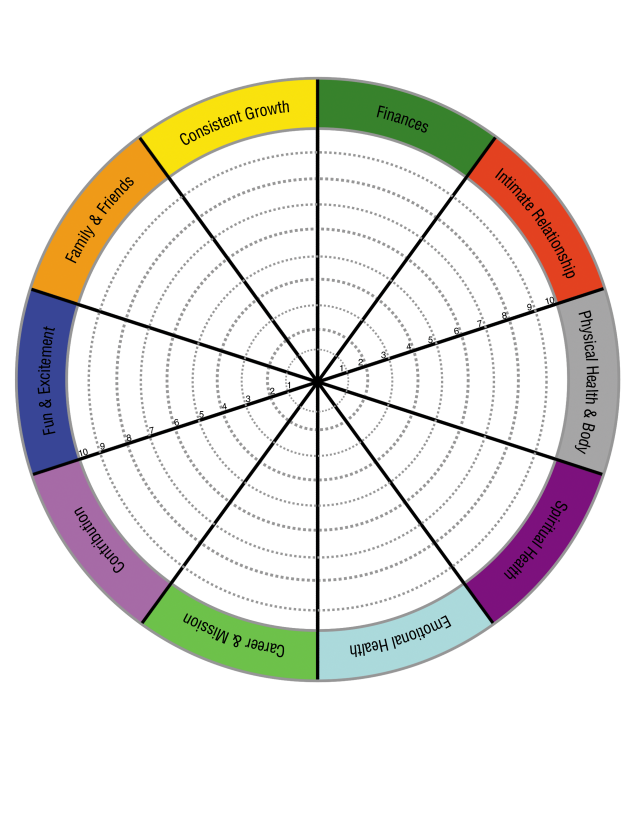 Finances
Intimate Relationship
Physical Health & Body
Spiritual Health
Emotional Health
Career & Mission
Contribution
Fun & Excitement
Family & Friends
Consistent Growth
1 2 3 4 5 6 7 8 9 10
10 9 8 7 6 5 4 3 2 1